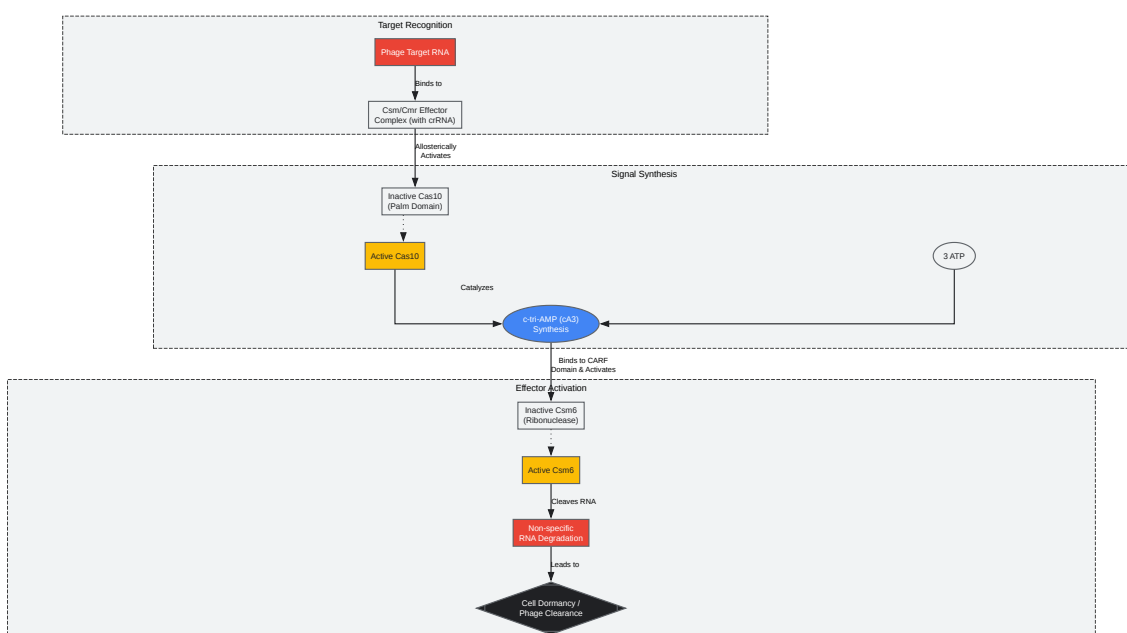 Target Recognition
Phage Target RNA
Binds to
Csm/Cmr Effector
Complex (with crRNA)
Allosterically
Activates
Signal Synthesis
Inactive Cas10
(Palm Domain)
Active Cas10
3 ATP
Catalyzes
c-tri-AMP (cA3)
Synthesis
Binds to CARF
Domain & Activates
Effector Activation
Inactive Csm6
(Ribonuclease)
Active Csm6
Cleaves RNA
Non-specific
RNA Degradation
Leads to
Cell Dormancy /
Phage Clearance